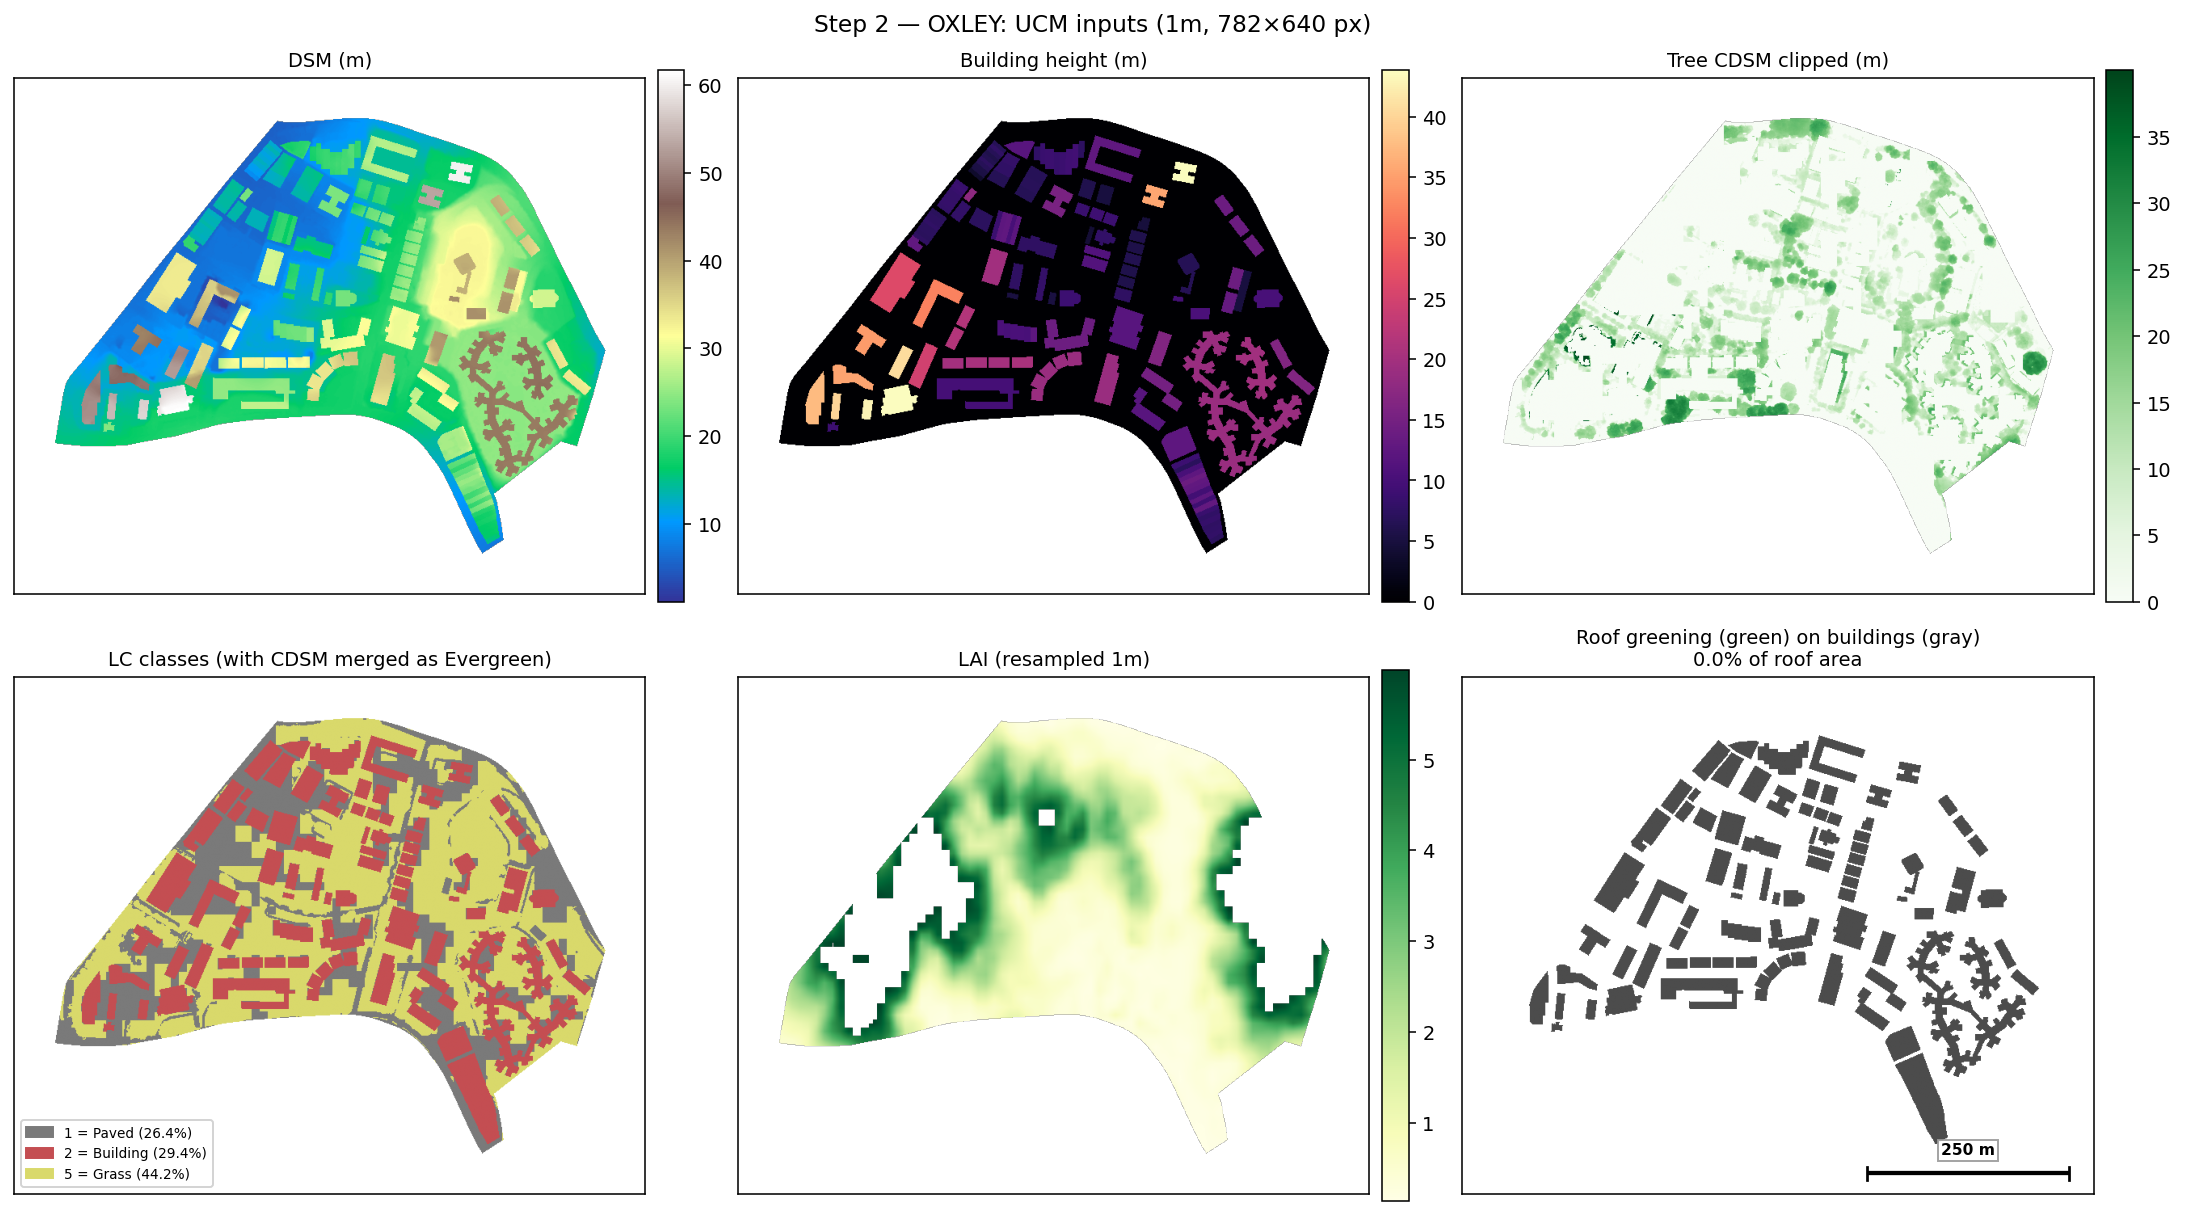 Step 2 — OXLEY: UCM inputs (1m, 782×640 px)
DSM (m)
60
50
40
30
20
10
Building height (m)
40
35
30
25
20
15
10
5
0
Tree CDSM clipped (m)
35
30
25
20
15
10
5
0
LC classes (with CDSM merged as Evergreen)
1 = Paved (26.4%)
2 = Building (29.4%)
5 = Grass (44.2%)
LAI (resampled 1m)
5
4
3
2
1
Roof greening (green) on buildings (gray)
0.0% of roof area
250 m